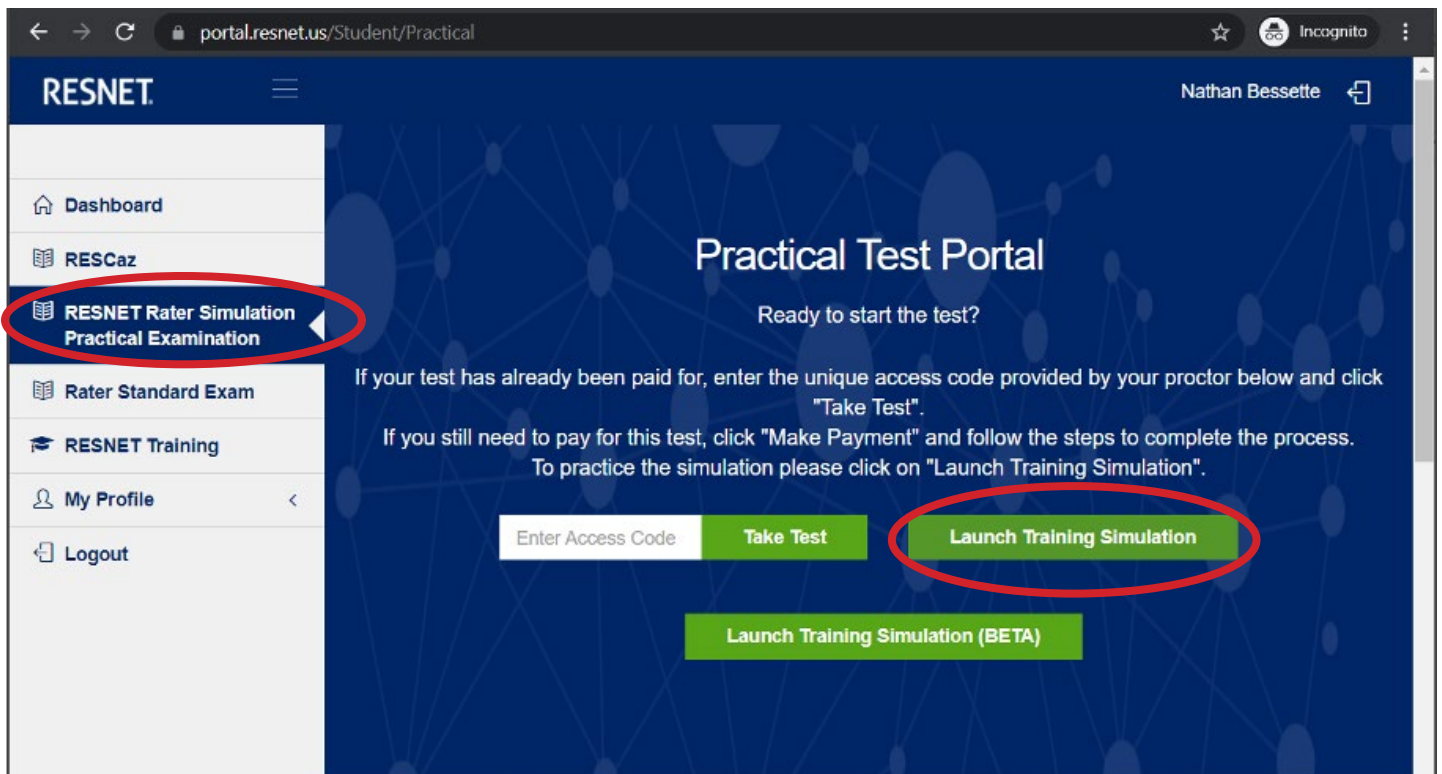 portal.resnet.us/Student/Practical
Incognito
RESNET.
Nathan Bessette
Dashboard
RESCaz
RESNET Rater Simulation
Practical Examination
Rater Standard Exam
RESNET Training
My Profile
Logout
Practical Test Portal
Ready to start the test?
If your test has already been paid for, enter the unique access code provided by your proctor below and click
"Take Test".
If you still need to pay for this test, click "Make Payment" and follow the steps to complete the process.
To practice the simulation please click on "Launch Training Simulation".
Enter Access Code
Take Test
Launch Training Simulation
Launch Training Simulation (BETA)